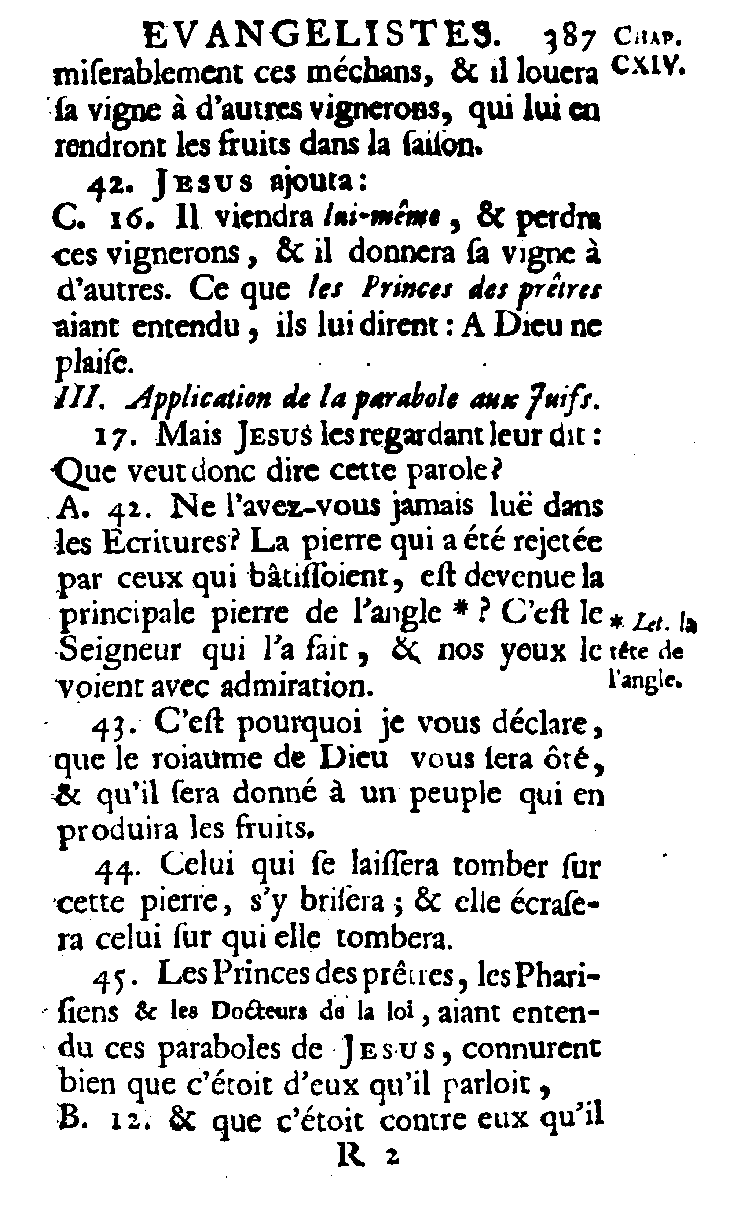 EVANGELISTES. 387 CHAP.
miſerablement ces méchans, & il louera CXIV.
ſa vigne à d'autres vignerons, qui lui en
rendront les fruits dans la ſaiſon.
42. JESUS ajouta:
C. 16. Il viendra lui-même, & perdra
ces vignerons, & il donnera ſa vigne à
d'autres. Ce que les Princes des prêtres
aiant entendu, ils lui dirent: A Dieu ne
plaiſe.
III. Application de la parabole aux Juifs.
17. Mais JESUS les regardant leur dit:
Que veut donc dire cette parole?
A. 42. Ne l'avez-vous jamais luë dans
les Ecritures? La pierre qui a été rejetée
par ceux qui bâtiſſoient, eſt devenue la
principale pierre de l'angle *? C'eſt le * Let. la
Seigneur qui l'a fait, & nos yeux le tête de
voient avec admiration. l'angle.
43. C'eſt pourquoi je vous déclare,
que le roiaume de Dieu vous ſera ôté,
& qu'il ſera donné à un peuple qui en
produira les fruits.
44. Celui qui ſe laiſſera tomber ſur
cette pierre, s'y briſera; & elle écraſe-
ra celui ſur qui elle tombera.
45. Les Princes des prêtres, les Phari-
ſiens & les Docteurs de la loi, aiant enten-
du ces paraboles de JESUS, connurent
bien que c'étoit d'eux qu'il parloit,
B. 12. & que c'étoit contre eux qu'il
R 2